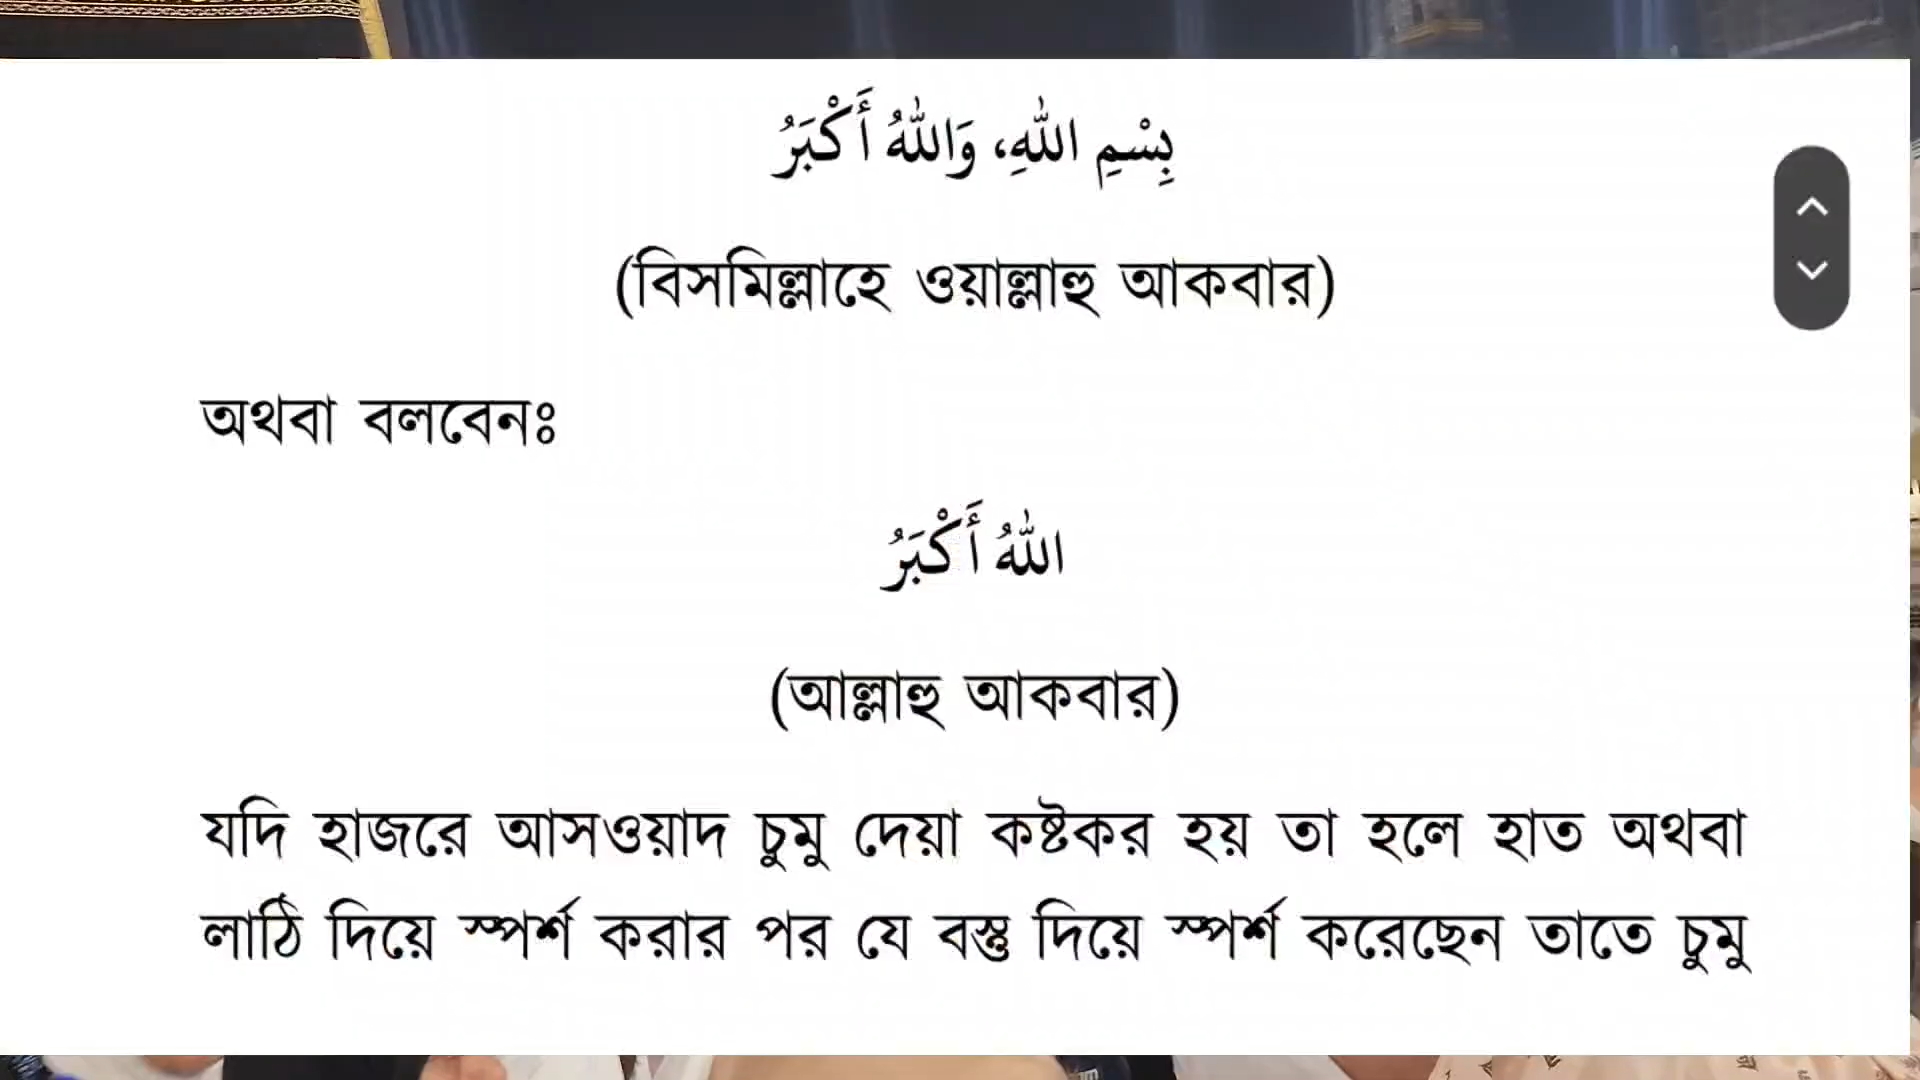 بِسْمِ اللهِ، وَاللهُ أَكْبَرُ
(বিসমিল্লাহে ওয়াল্লাহু আকবার)
অথবা বলবেনঃ
اللهُ أَكْبَرُ
(আল্লাহু আকবার)
যদি হাজরে আসওয়াদ চুমু দেয়া কষ্টকর হয় তা হলে হাত অথবা
লাঠি দিয়ে স্পর্শ করার পর যে বস্তু দিয়ে স্পর্শ করেছেন তাতে চুমু